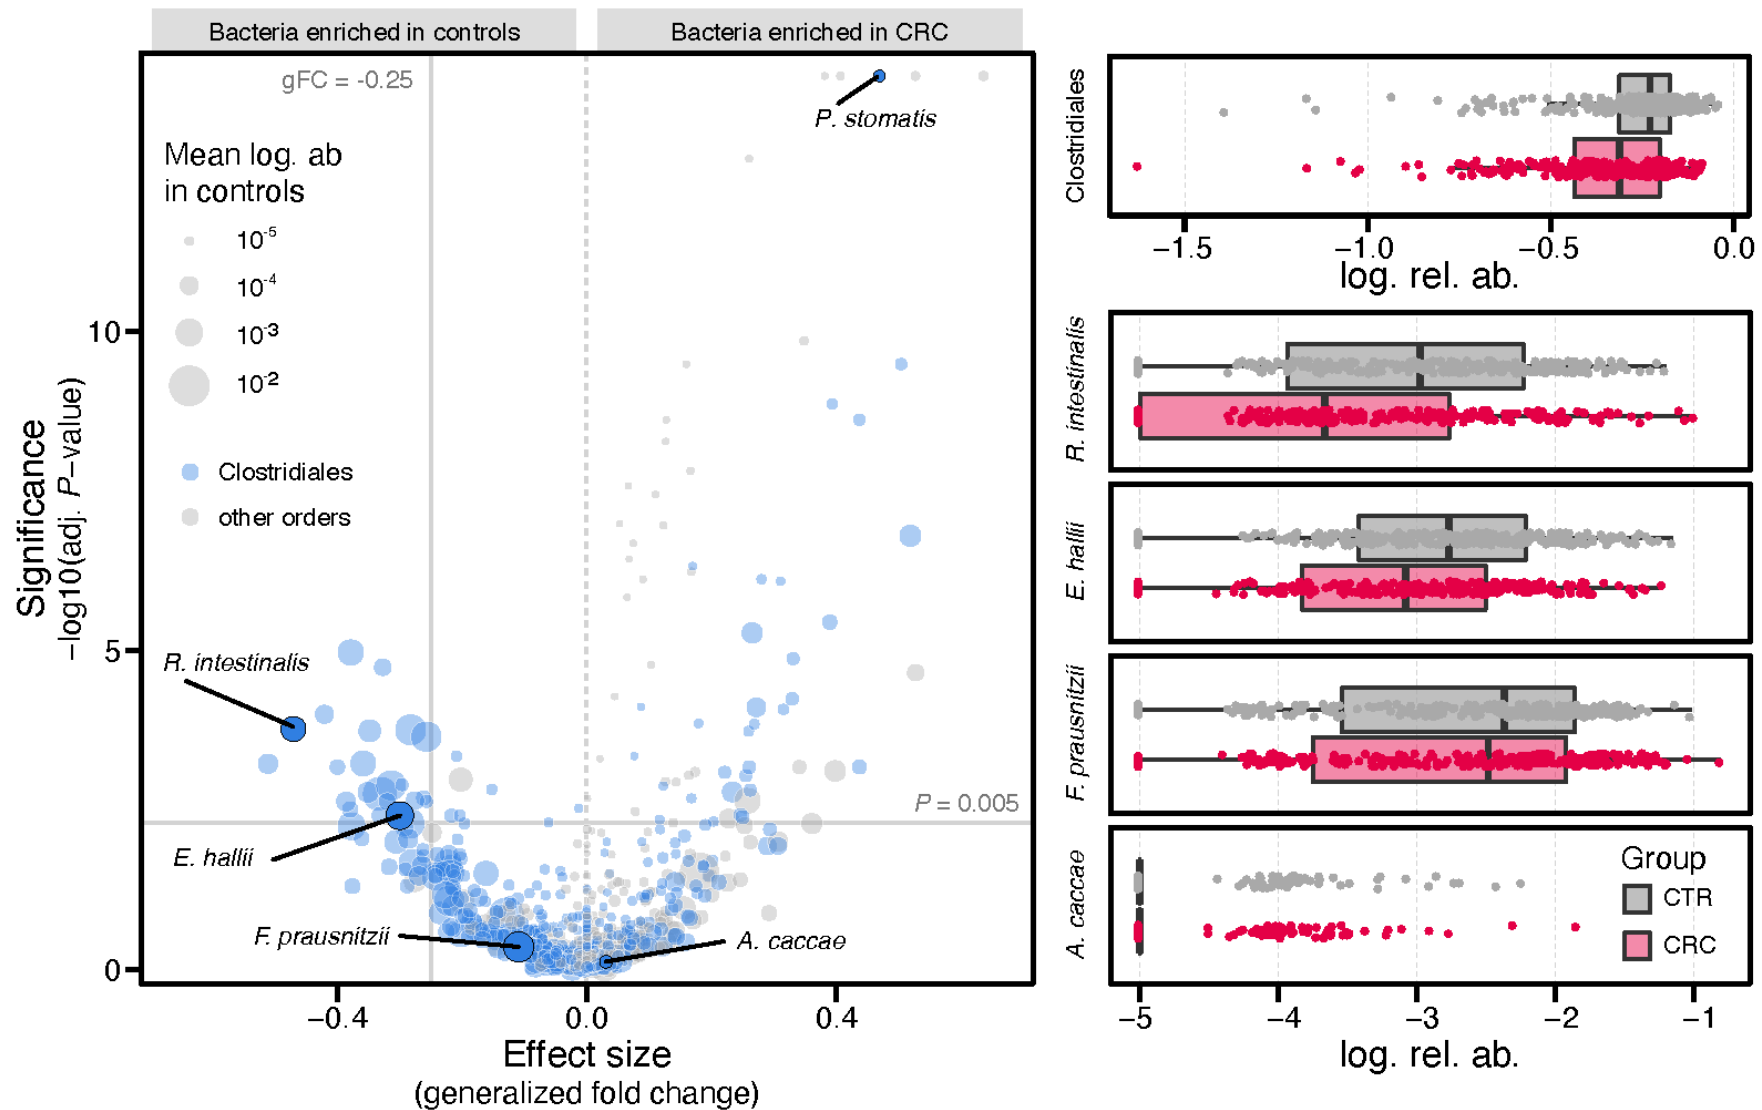 Bacteria enriched in controls
Bacteria enriched in CRC
gFC = -0.25
P. stomatis
Mean log. ab
in controls
10-5
10-4
10-3
10-2
Clostridiales
other orders
R. intestinalis
E. hallii
F. prausnitzii
A. caccae
P = 0.005
10
5
0
Significance
−log10(adj. P−value)
−0.4
0.0
0.4
Effect size
(generalized fold change)
Clostridiales
−1.5
−1.0
−0.5
0.0
log. rel. ab.
R. intestinalis
E. hallii
F. prausnitzii
A. caccae
Group
CTR
CRC
−5
−4
−3
−2
−1
log. rel. ab.